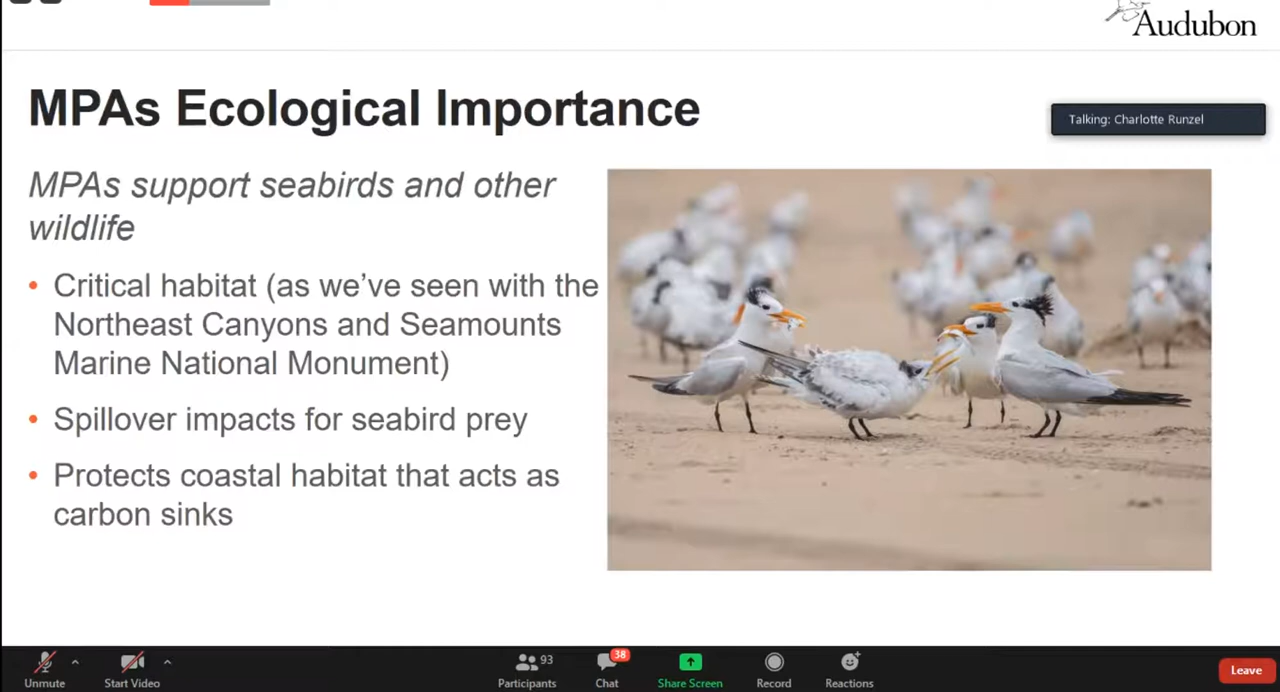 Audubon
MPAs Ecological Importance
Talking: Charlotte Runzel
MPAs support seabirds and other
wildlife
• Critical habitat (as we've seen with the
Northeast Canyons and Seamounts
Marine National Monument)
• Spillover impacts for seabird prey
• Protects coastal habitat that acts as
carbon sinks
Unmute
Start Video
93
Participants
38
Chat
Share Screen
Record
Reactions
Leave